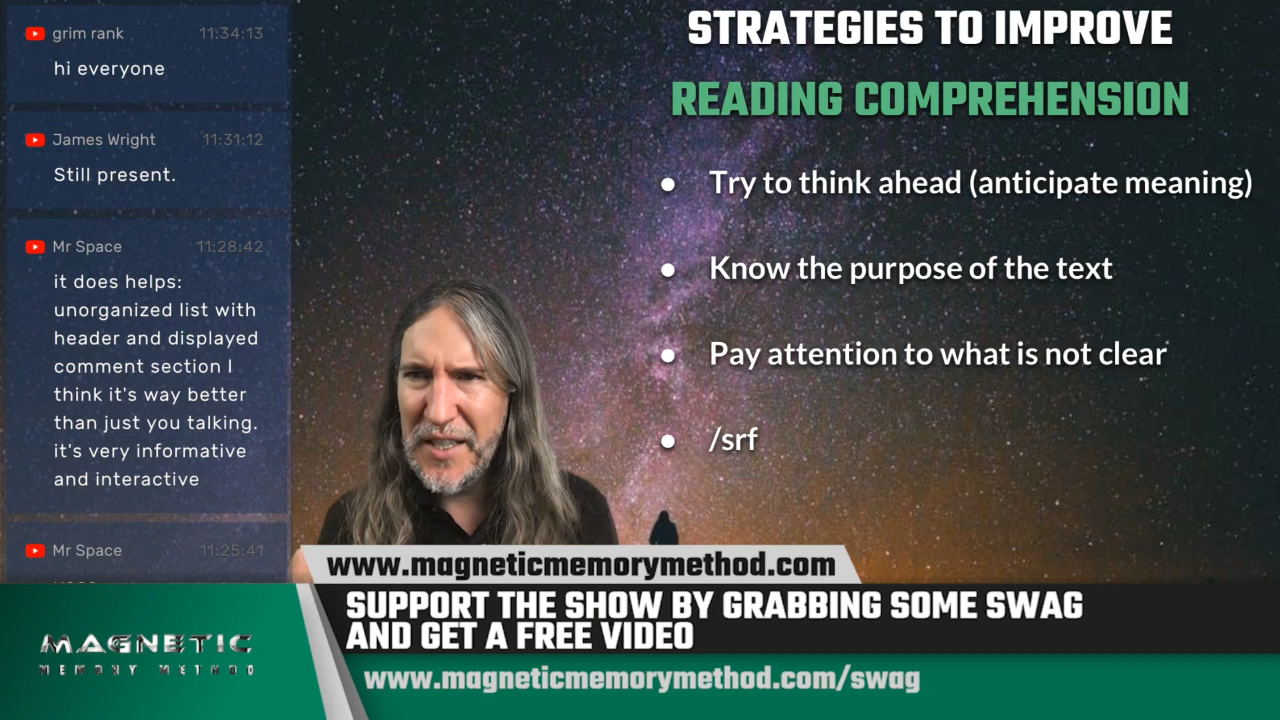 grim rank 11:34:13
hi everyone
James Wright 11:31:12
Still present.
Mr Space 11:28:42
it does helps:
unorganized list with
header and displayed
comment section I
think it's way better
than just you talking.
it's very informative
and interactive
Mr Space 11:25:41
STRATEGIES TO IMPROVE
READING COMPREHENSION
• Try to think ahead (anticipate meaning)
• Know the purpose of the text
• Pay attention to what is not clear
• /srf
www.magneticmemorymethod.com
SUPPORT THE SHOW BY GRABBING SOME SWAG
AND GET A FREE VIDEO
www.magneticmemorymethod.com/swag
MAGNETIC
MEMORY METHOD